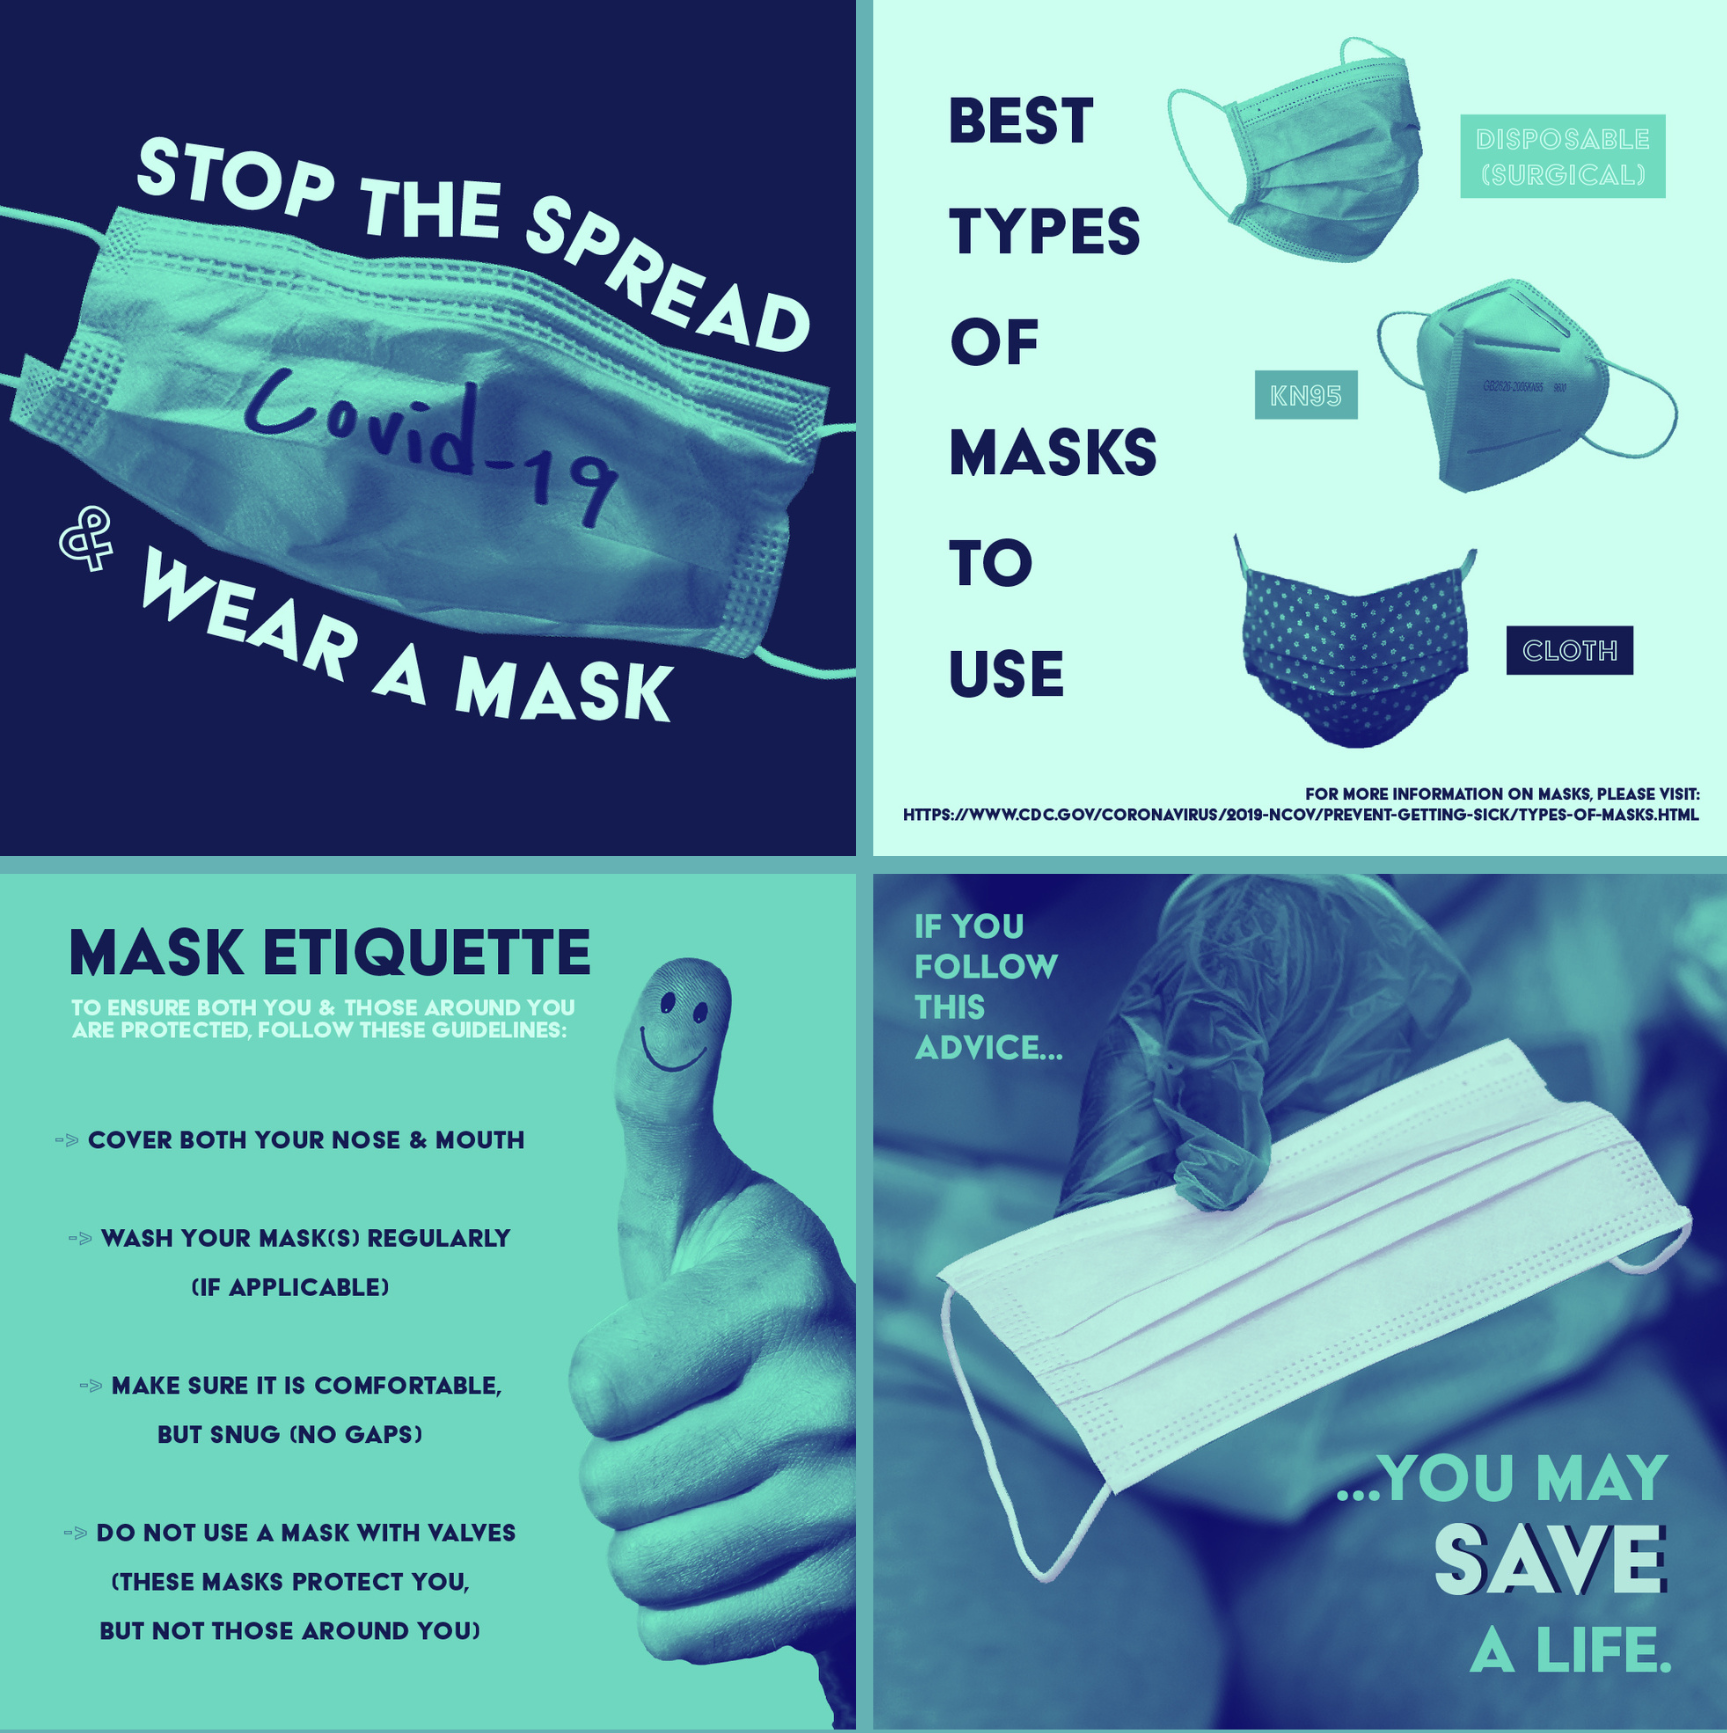 STOP THE SPREAD
Covid-19
& WEAR A MASK
BEST
TYPES
OF
MASKS
TO
USE
DISPOSABLE
(SURGICAL)
KN95
CLOTH
FOR MORE INFORMATION ON MASKS, PLEASE VISIT:
HTTPS://WWW.CDC.GOV/CORONAVIRUS/2019-NCOV/PREVENT-GETTING-SICK/TYPES-OF-MASKS.HTML
MASK ETIQUETTE
TO ENSURE BOTH YOU & THOSE AROUND YOU
ARE PROTECTED, FOLLOW THESE GUIDELINES:
-> COVER BOTH YOUR NOSE & MOUTH
-> WASH YOUR MASK(S) REGULARLY
(IF APPLICABLE)
-> MAKE SURE IT IS COMFORTABLE,
BUT SNUG (NO GAPS)
-> DO NOT USE A MASK WITH VALVES
(THESE MASKS PROTECT YOU,
BUT NOT THOSE AROUND YOU)
IF YOU
FOLLOW
THIS
ADVICE...
...YOU MAY
SAVE
A LIFE.